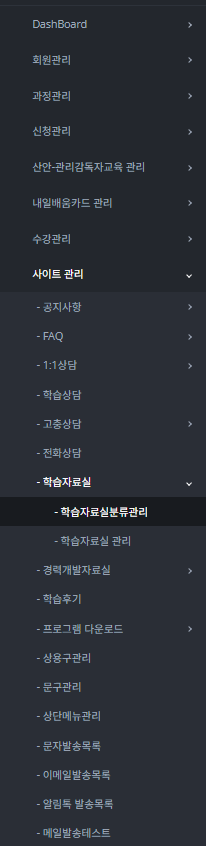 DashBoard
회원관리
과정관리
신청관리
산안-관리감독자교육 관리
내일배움카드 관리
수강관리
사이트 관리
- 공지사항
- FAQ
- 1:1상담
- 학습상담
- 고충상담
- 전화상담
- 학습자료실
- 학습자료실분류관리
- 학습자료실 관리
- 경력개발자료실
- 학습후기
- 프로그램 다운로드
- 상용구관리
- 문구관리
- 상단메뉴관리
- 문자발송목록
- 이메일발송목록
- 알림톡 발송목록
- 메일발송테스트